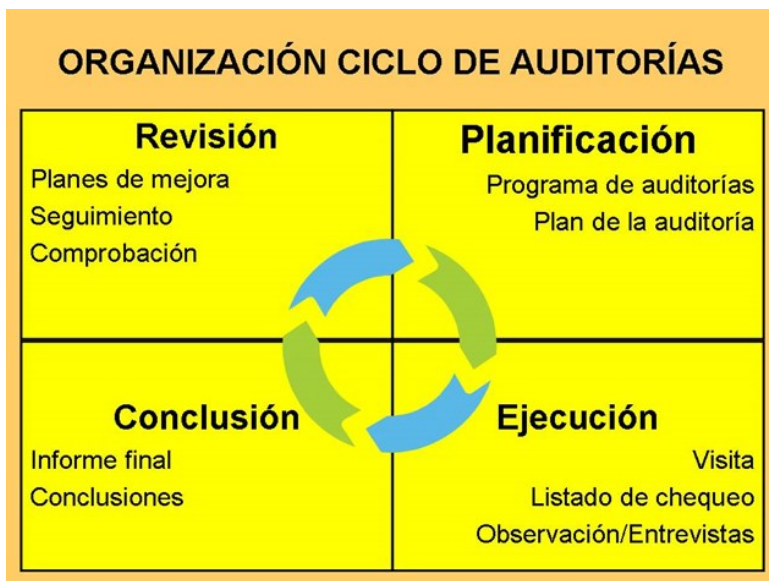 ORGANIZACIÓN CICLO DE AUDITORÍAS
Revisión
Planes de mejora
Seguimiento
Comprobación
Planificación
Programa de auditorías
Plan de la auditoría
Conclusión
Informe final
Conclusiones
Ejecución
Visita
Listado de chequeo
Observación/Entrevistas